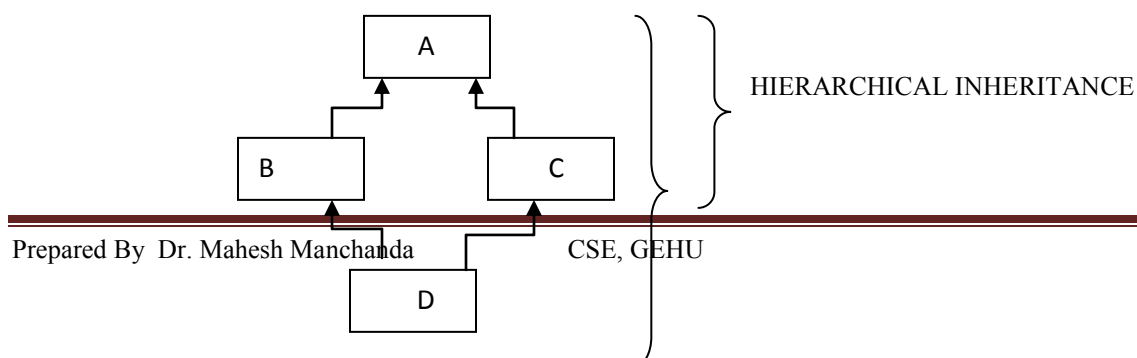 A
HIERARCHICAL INHERITANCE
B C
Prepared By Dr. Mahesh Manchanda CSE, GEHU
D